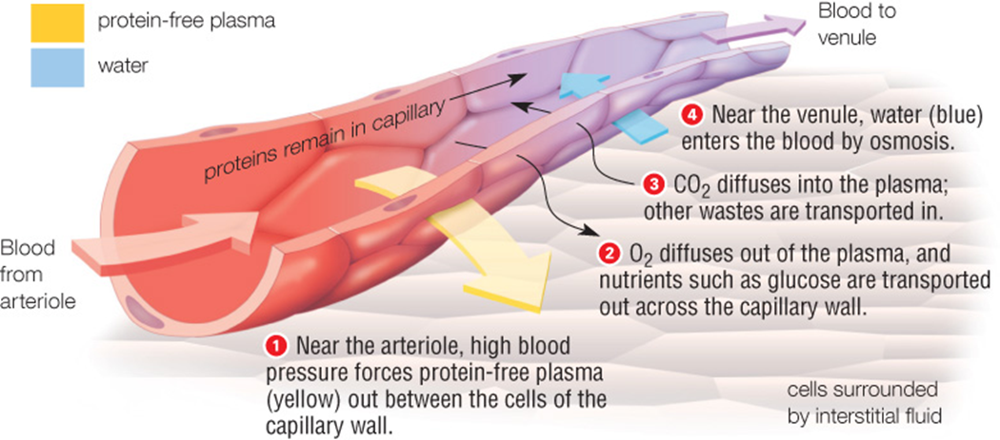 protein-free plasma
water
Blood to
venule
proteins remain in capillary
4 Near the venule, water (blue)
enters the blood by osmosis.
3 CO2 diffuses into the plasma;
other wastes are transported in.
Blood
from
arteriole
2 O2 diffuses out of the plasma, and
nutrients such as glucose are transported
out across the capillary wall.
1 Near the arteriole, high blood
pressure forces protein-free plasma
(yellow) out between the cells of the
capillary wall.
cells surrounded
by interstitial fluid